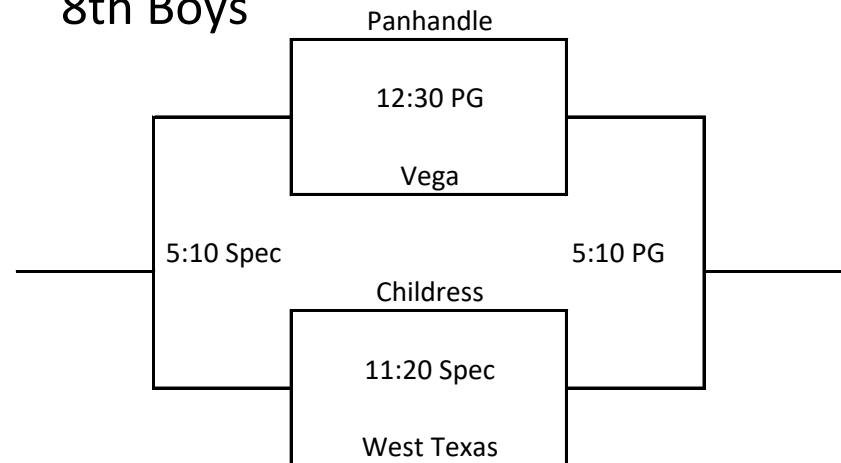 8th Boys
Panhandle
12:30 PG
Vega
5:10 Spec
5:10 PG
Childress
11:20 Spec
West Texas